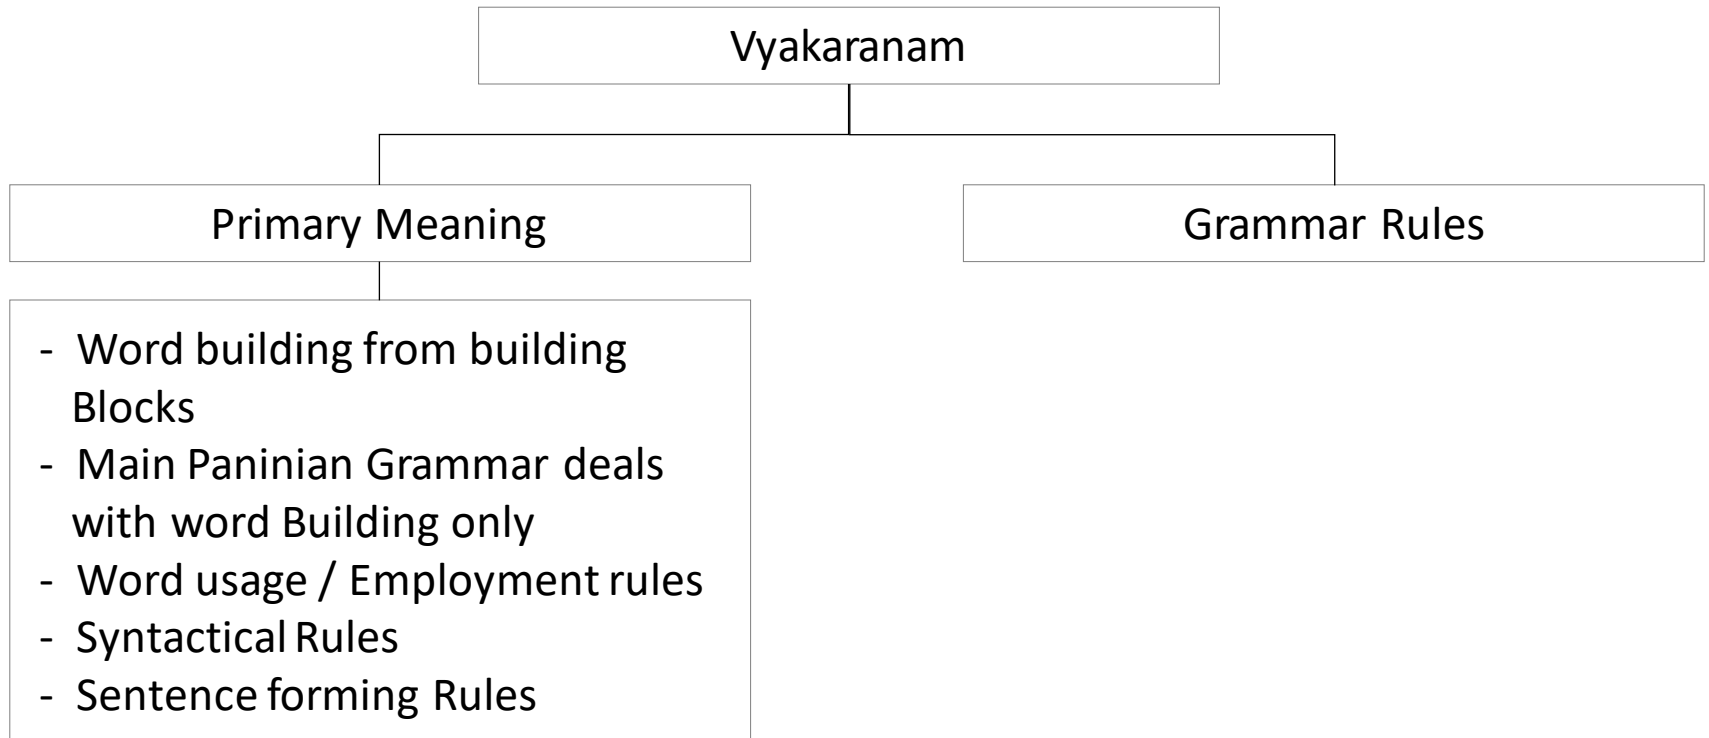 Vyakaranam
Primary Meaning
Grammar Rules
- Word building from building
Blocks
- Main Paninian Grammar deals
with word Building only
- Word usage / Employment rules
- Syntactical Rules
- Sentence forming Rules